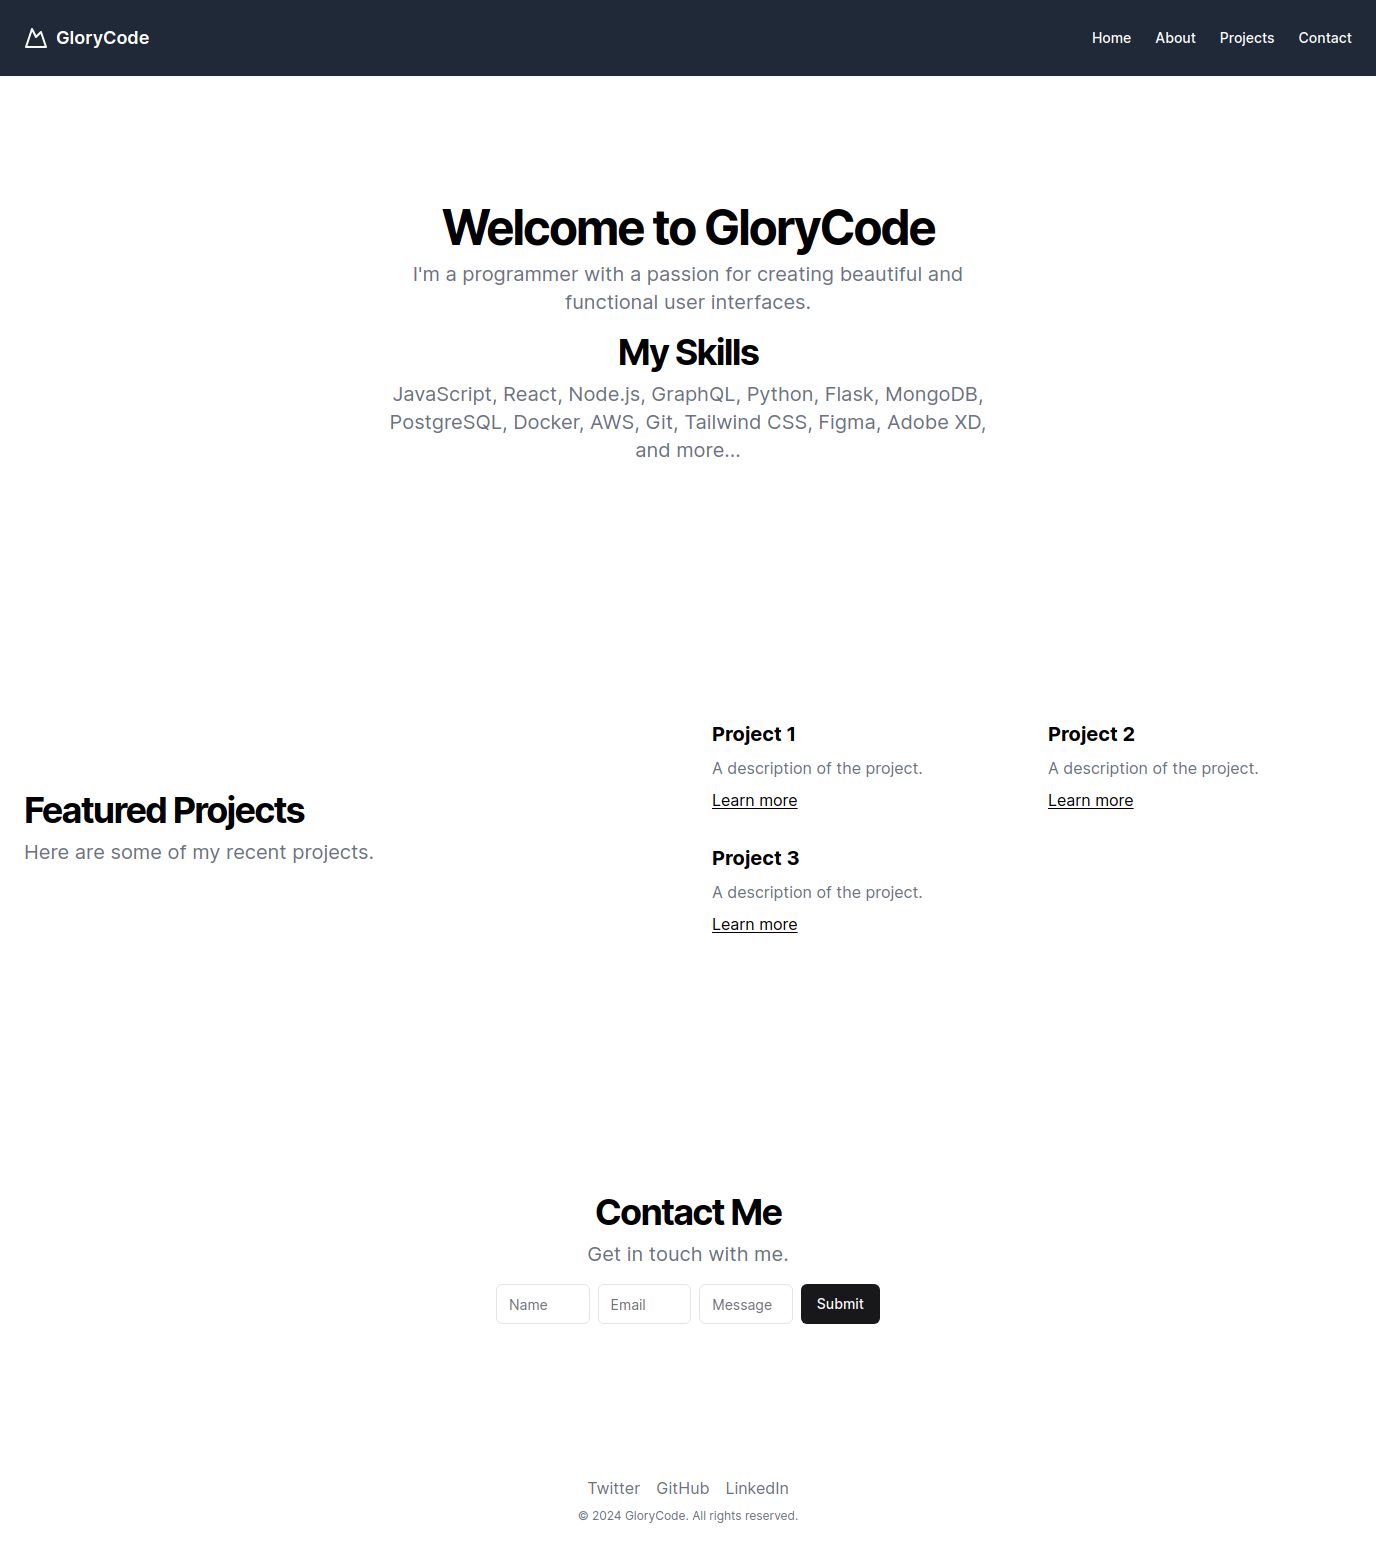 GloryCode
Home
About
Projects
Contact
Welcome to GloryCode
I'm a programmer with a passion for creating beautiful and
functional user interfaces.
My Skills
JavaScript, React, Node.js, GraphQL, Python, Flask, MongoDB,
PostgreSQL, Docker, AWS, Git, Tailwind CSS, Figma, Adobe XD,
and more...
Featured Projects
Here are some of my recent projects.
Project 1
A description of the project.
Learn more
Project 2
A description of the project.
Learn more
Project 3
A description of the project.
Learn more
Contact Me
Get in touch with me.
Name
Email
Message
Submit
Twitter
GitHub
LinkedIn
© 2024 GloryCode. All rights reserved.